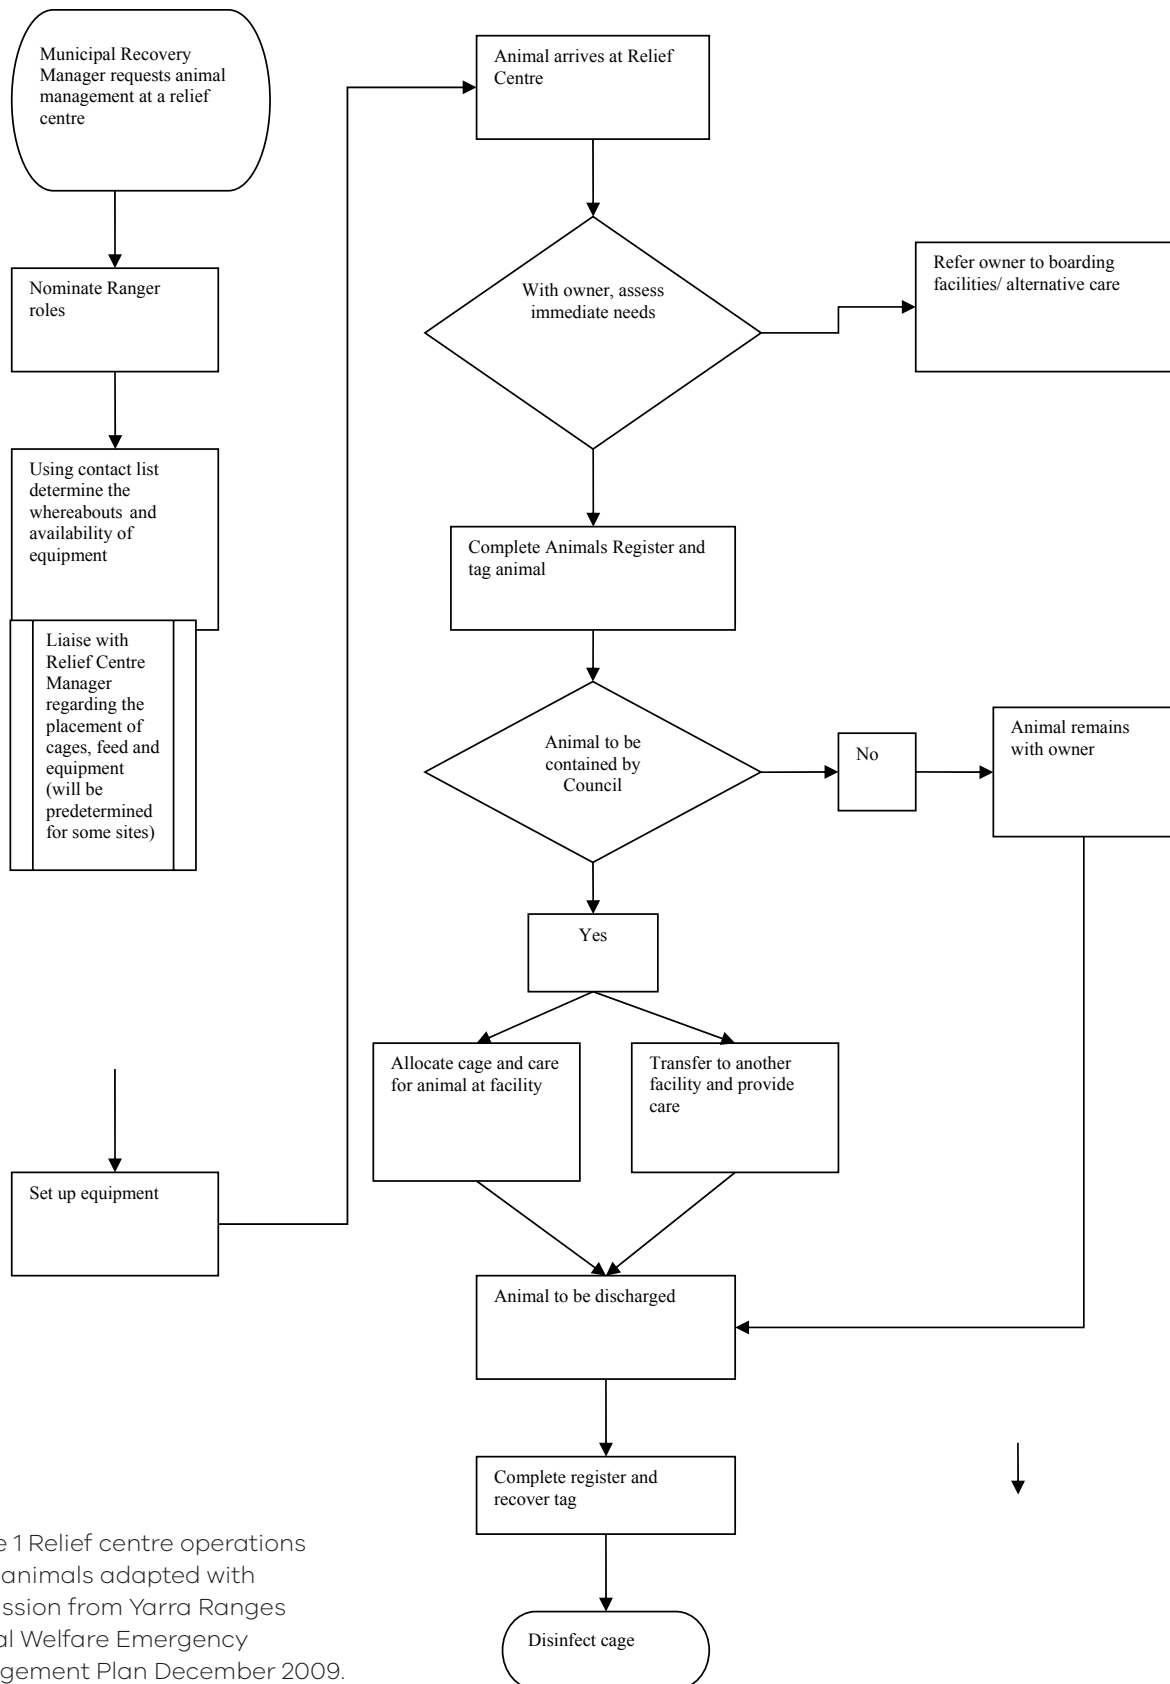 Municipal Recovery
Manager requests animal
management at a relief
centre
Nominate Ranger
roles
Using contact list
determine the
whereabouts and
availability of
equipment
Liaise with
Relief Centre
Manager
regarding the
placement of
cages, feed and
equipment
(will be
predetermined
for some sites)
Set up equipment
Animal arrives at Relief
Centre
With owner, assess
immediate needs
Refer owner to boarding
facilities/ alternative care
Complete Animals Register and
tag animal
Animal to be
contained by
Council
No
Animal remains
with owner
Yes
Allocate cage and care
for animal at facility
Transfer to another
facility and provide
care
Animal to be discharged
Complete register and
recover tag
Disinfect cage
1 Relief centre operations
animals adapted with
from Yarra Ranges
Welfare Emergency
Plan December 2009.